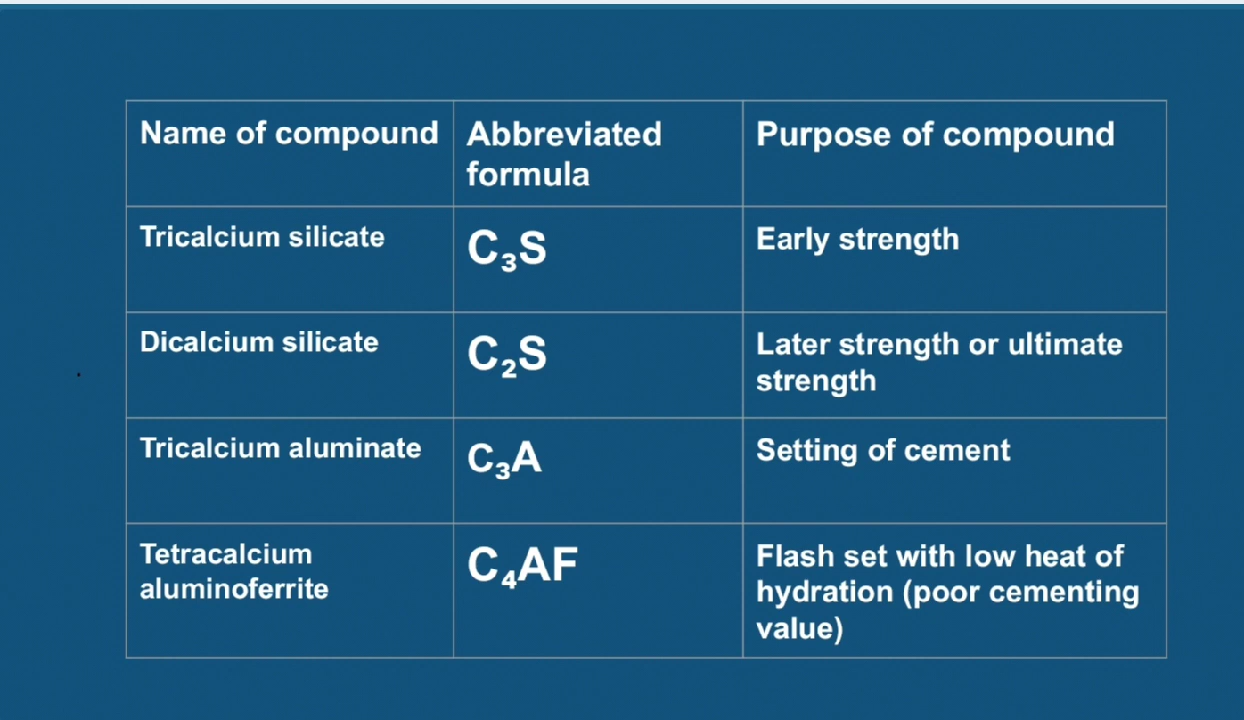 Name of compound
Abbreviated
formula
Purpose of compound
Tricalcium silicate
C₃S
Early strength
Dicalcium silicate
C₂S
Later strength or ultimate
strength
Tricalcium aluminate
C₃A
Setting of cement
Tetracalcium
aluminoferrite
C₄AF
Flash set with low heat of
hydration (poor cementing
value)